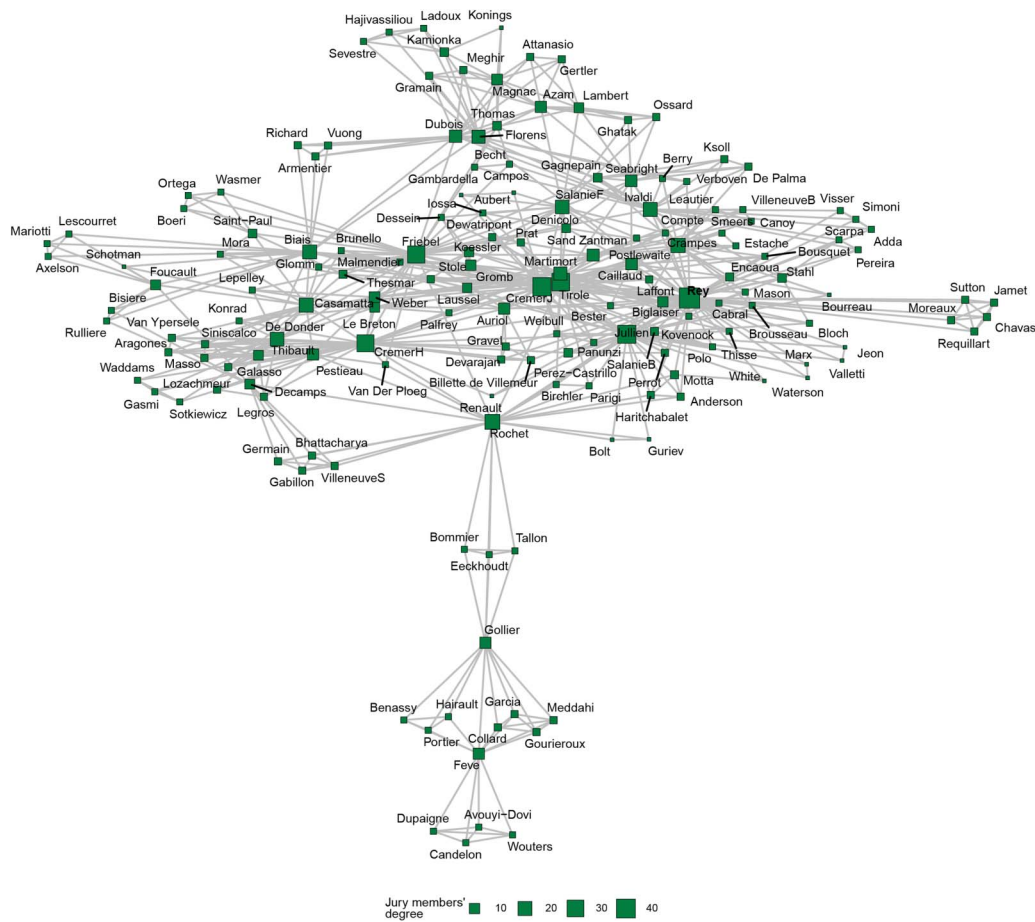 Konings
Ladoux
Hajivassiliou
Kamionka
Attanasio
Sevestre
Meghir
Gertler
Gramain
Magnac
Azam
Lambert
Ossard
Thomas
Dubois
Florens
Ghatak
Richard
Vuong
Ksoll
Becht
Gagnepain
Seabright
Berry
Armentier
Campos
Verboven
De Palma
Gambardella
Ortega
Wasmer
Iossa
Aubert
SalanieF
Ivaldi
Leautier
VilleneuveB
Visser
Simoni
Boeri
Saint-Paul
Dessein
Dewatripont
Denicolo
Compte
Smeers
Canoy
Scarpa
Lescourret
Mariotti
Mora
Biais
Brunello
Friebel
Koessler
Prat
Sand Zantman
Crampes
Estache
Adda
Schotman
Glomm
Malmendier
Martimort
Postlewaite
Bousquet
Pereira
Axelson
Foucault
Lepelley
Thesmar
Stole
Gromb
Caillaud
Encaoua
Stahl
Bisiere
Konrad
Casamatta
Weber
Laussel
CremerJ
Tirole
Laffont
Rey
Mason
Sutton
Jamet
Rulliere
Van Ypersele
Siniscalco
De Donder
Le Breton
Palfrey
Auriol
Weibull
Bester
Biglaiser
Cabral
Brousseau
Bourreau
Moreaux
Chavas
Aragones
Jullien
Kovenock
Bloch
Requillart
Masso
Thibault
CremerH
Gravel
Panunzi
SalanieB
Polo
Thisse
Marx
Jeon
Waddams
Galasso
Pestieau
Devarajan
Perez-Castrillo
Perrot
Valletti
Lozachmeur
Decamps
Van Der Ploeg
Billette de Villemeur
Motta
White
Waterson
Gasmi
Sotkiewicz
Legros
Renault
Birchler
Parigi
Haritchabalet
Anderson
Rochet
Bhattacharya
Germain
Bolt
Guriev
Gabillon
VilleneuveS
Bommier
Tallon
Eeckhoudt
Gollier
Garcia
Benassy
Hairault
Meddahi
Portier
Collard
Gourieroux
Feve
Dupaigne
Avouyi-Dovi
Candelon
Wouters
Jury members'
degree
10
20
30
40